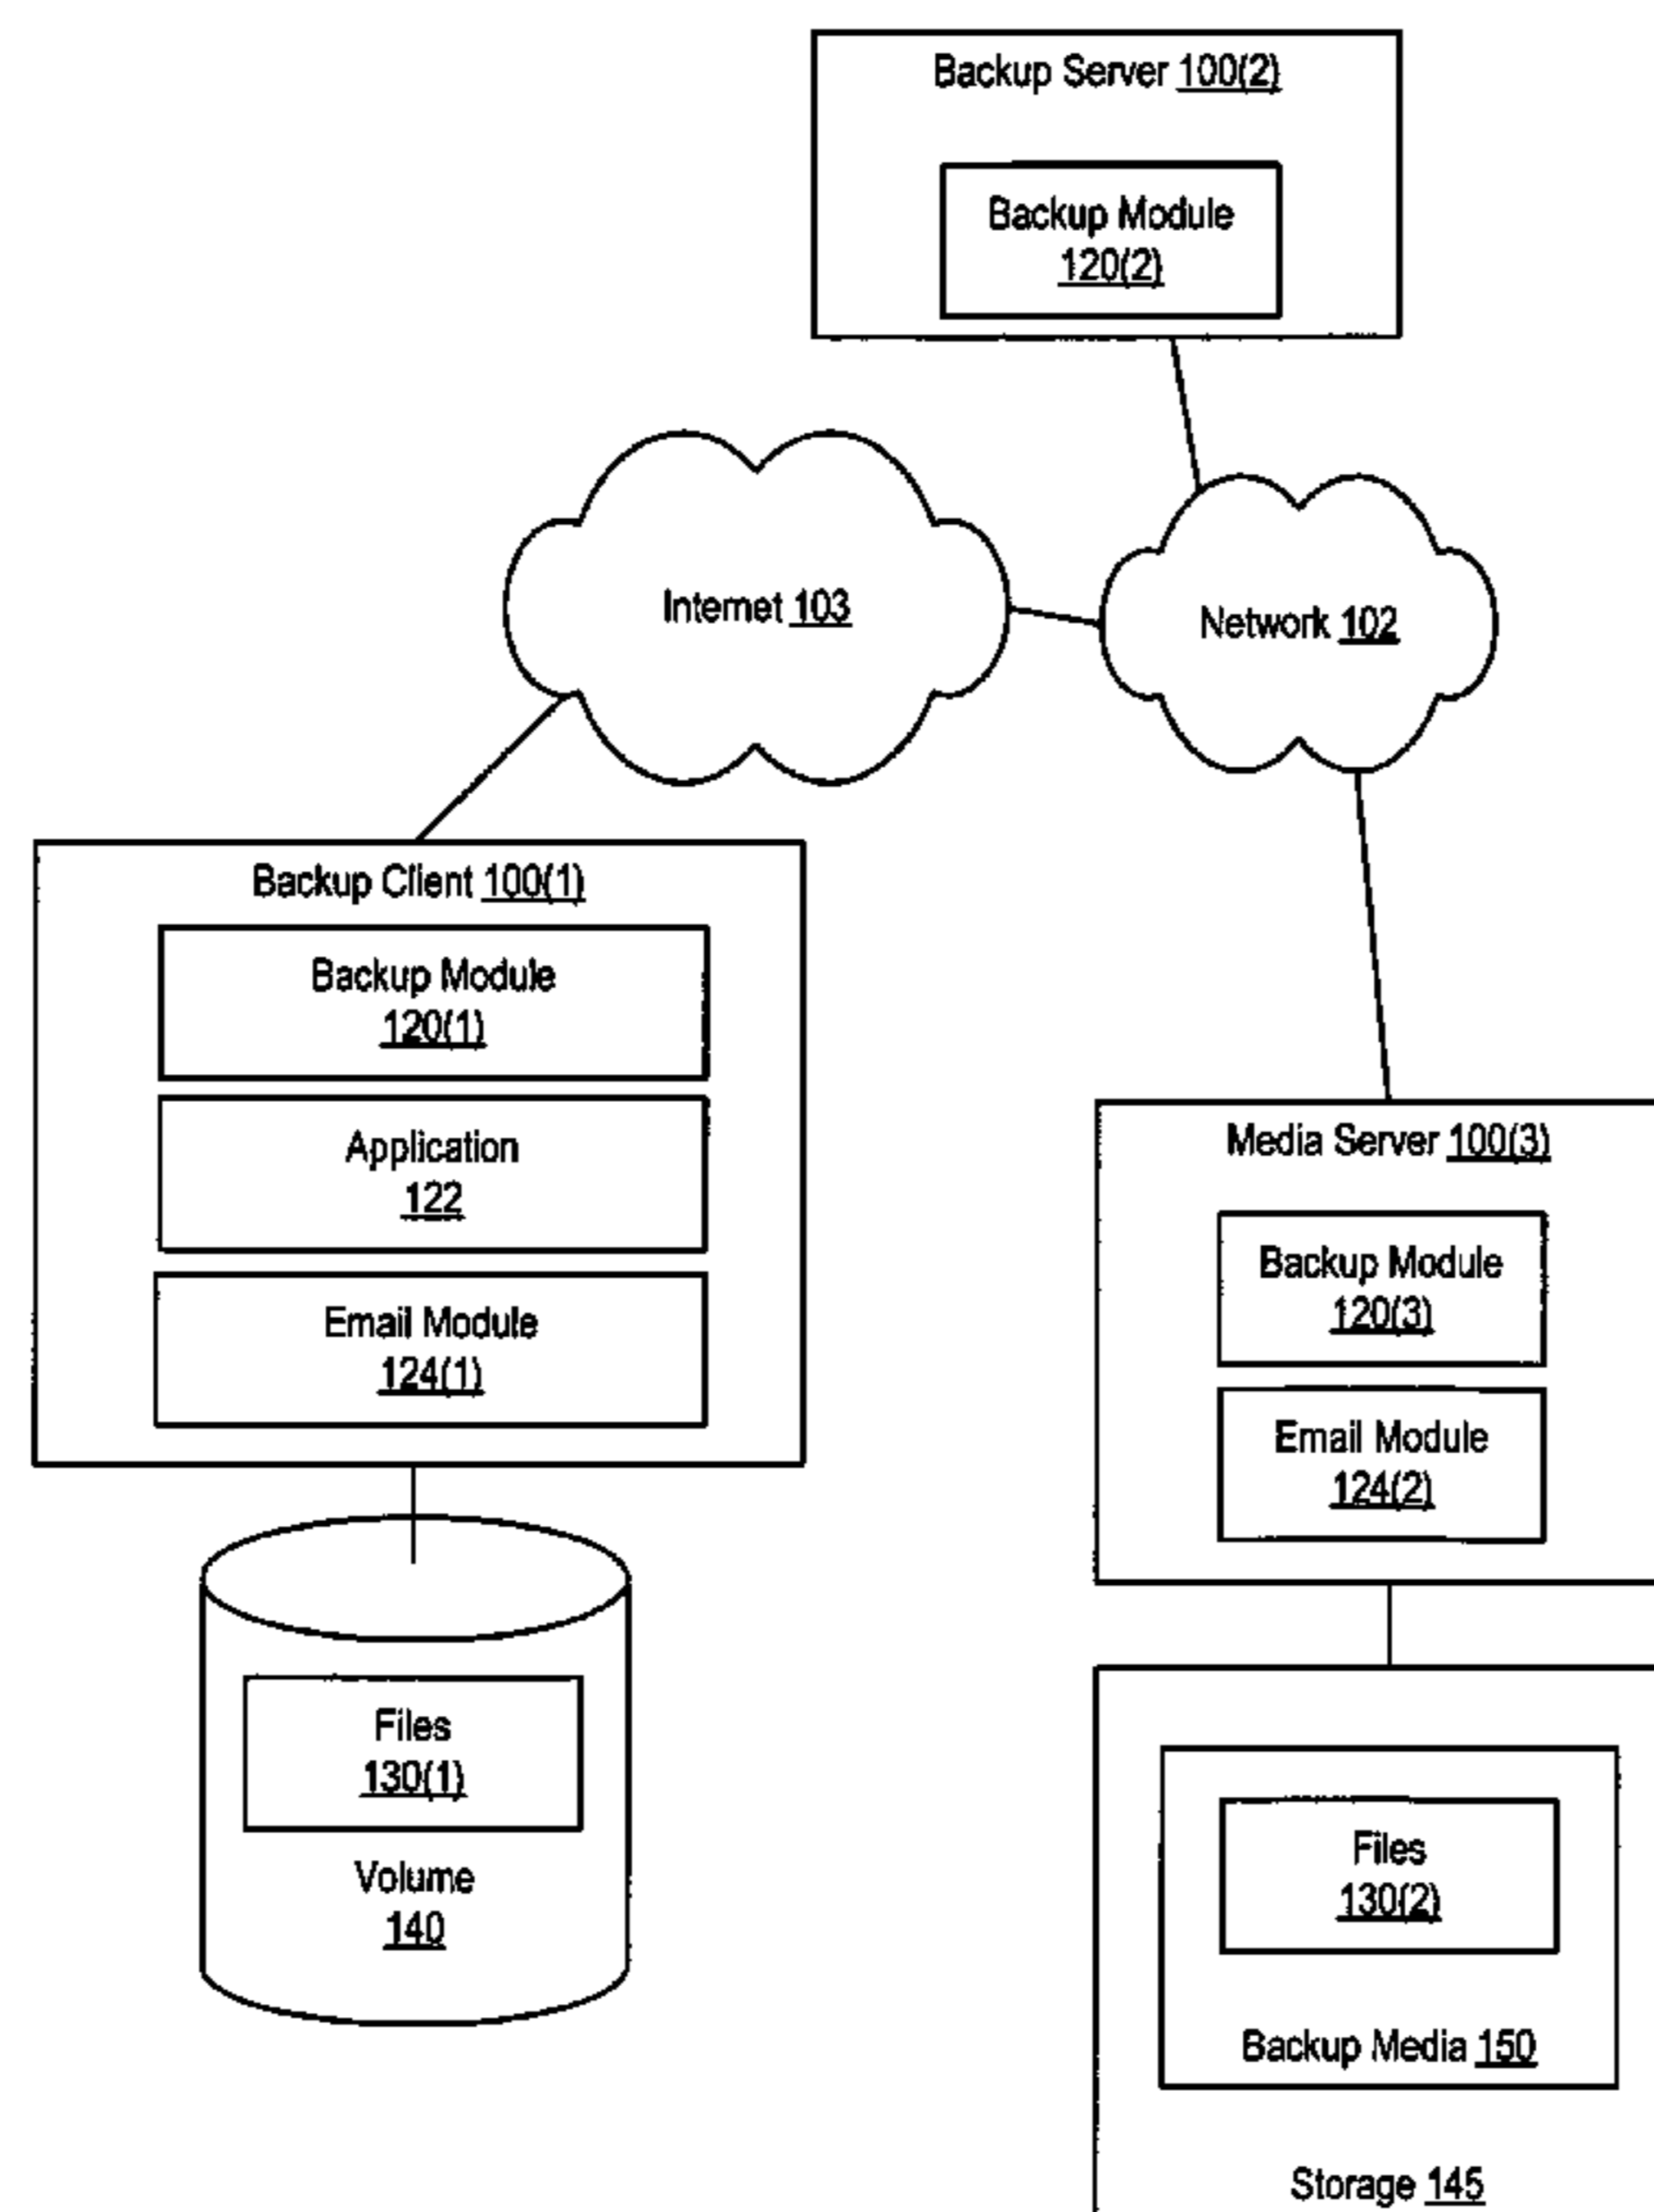 Backup Server 100(2)
Backup Module
120(2)
Internet 103
Network 102
Backup Client 100(1)
Backup Module
120(1)
Application
122
Email Module
124(1)
Files
130(1)
Volume
140
Media Server 100(3)
Backup Module
120(3)
Email Module
124(2)
Files
130(2)
Backup Media 150
Storage 145